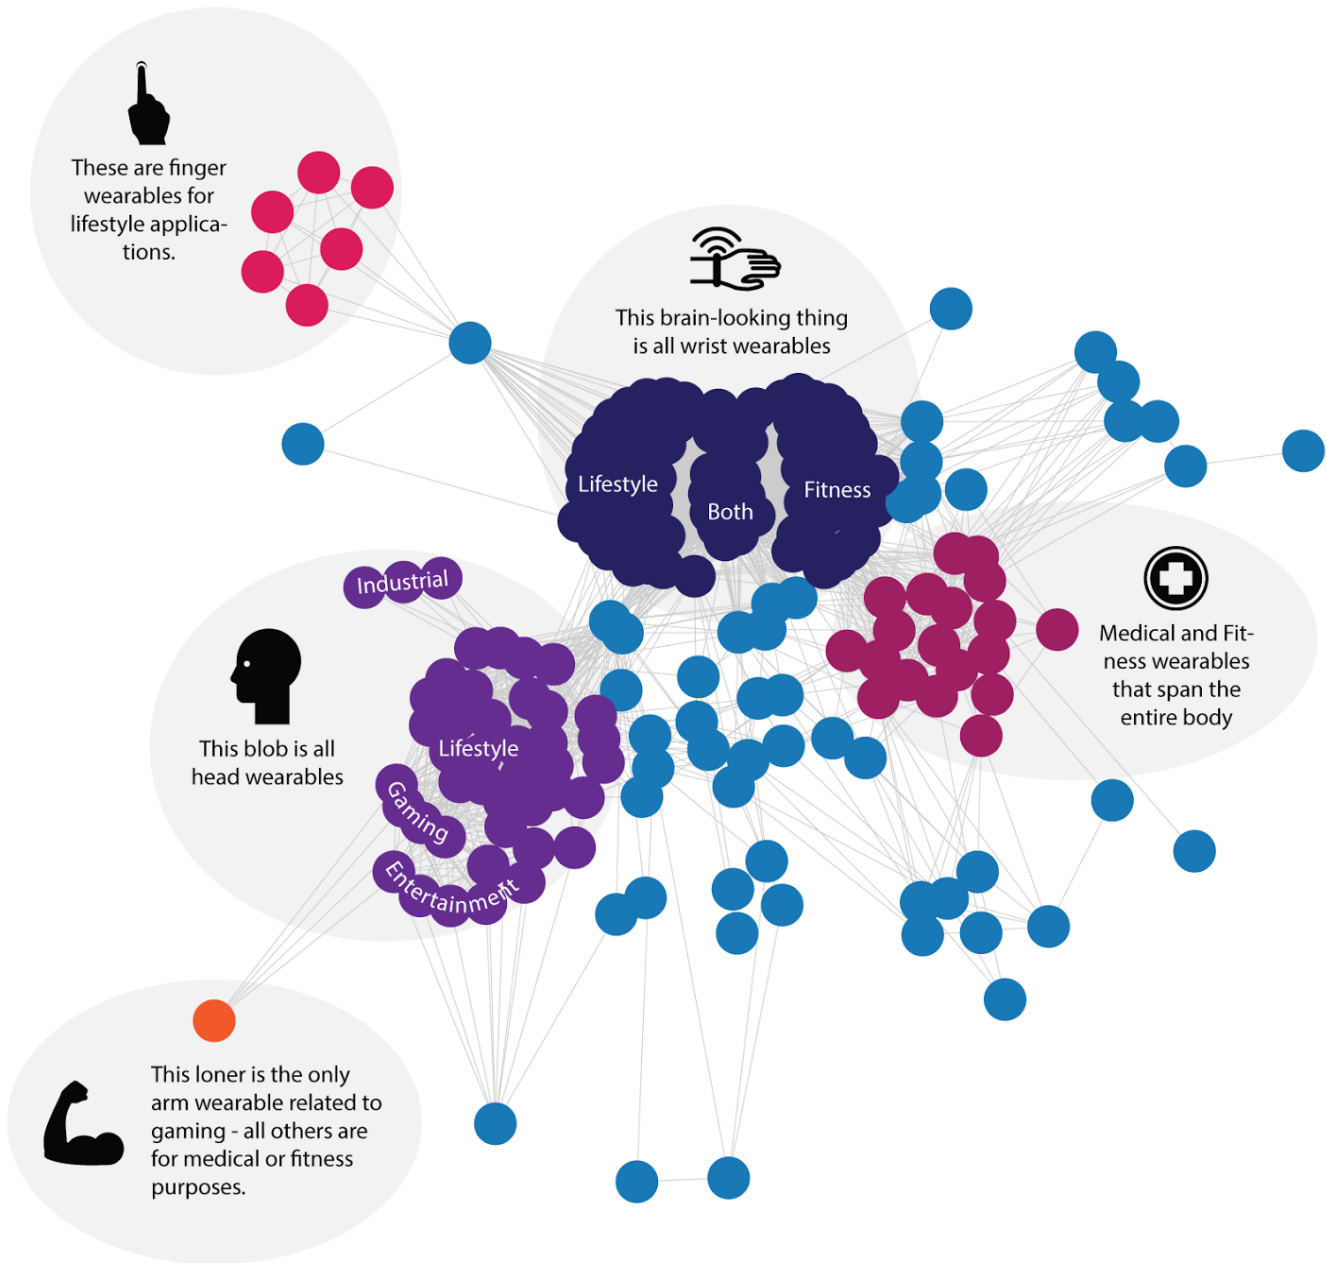 These are finger
wearables for
lifestyle applica-
tions.
This brain-looking thing
is all wrist wearables
Lifestyle
Both
Fitness
Industrial
This blob is all
head wearables
Lifestyle
Gaming
Entertainment
Medical and Fit-
ness wearables
that span the
entire body
This loner is the only
arm wearable related to
gaming - all others are
for medical or fitness
purposes.